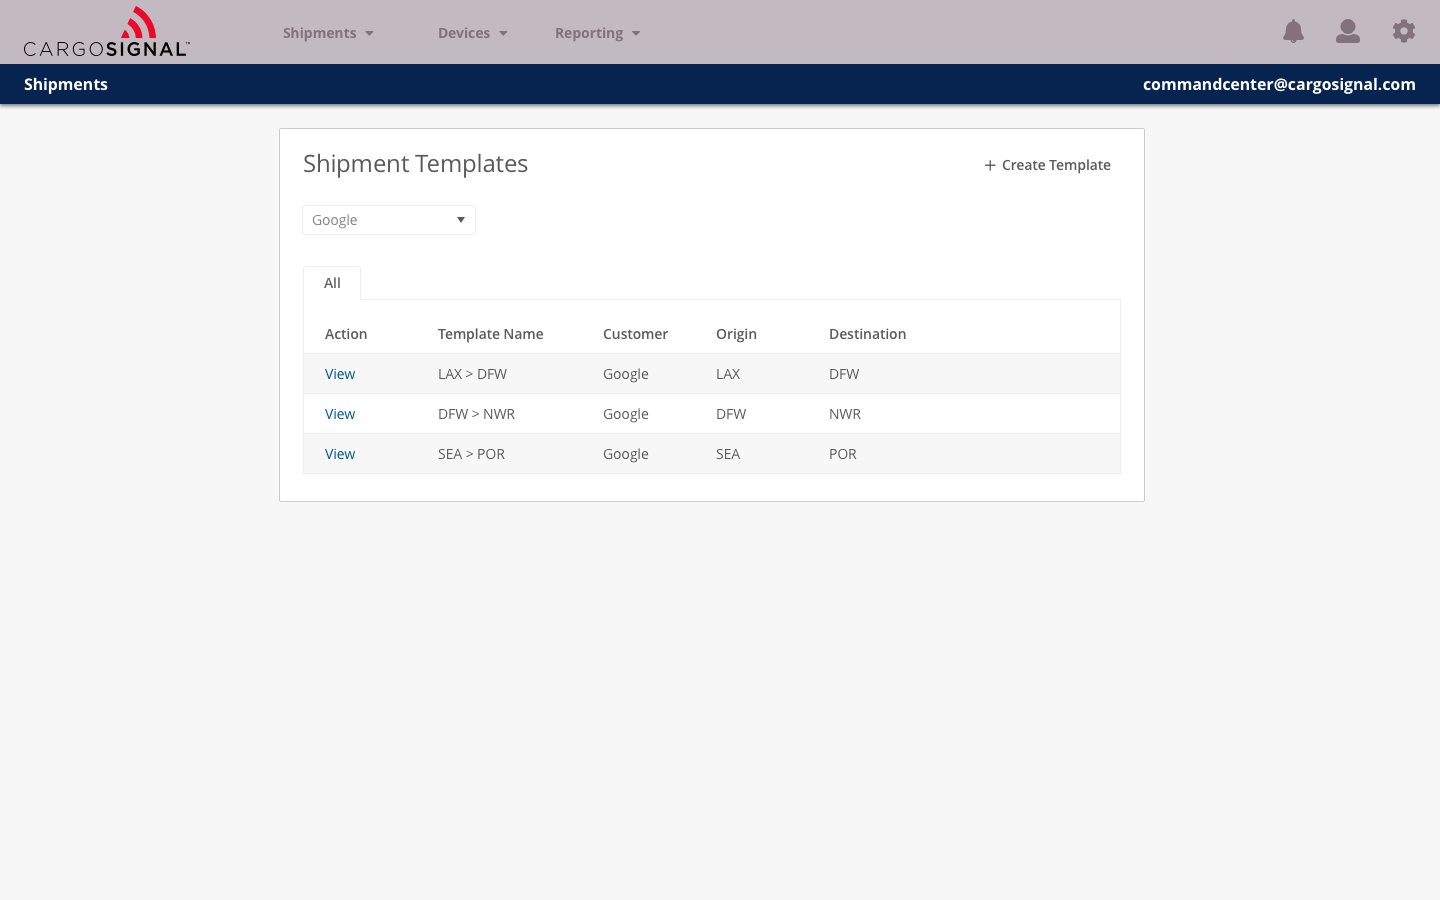 CARGOSIGNAL™
Shipments Devices Reporting
Shipments commandcenter@cargosignal.com
Shipment Templates + Create Template
Google
All
Action Template Name Customer Origin Destination
View LAX > DFW Google LAX DFW
View DFW > NWR Google DFW NWR
View SEA > POR Google SEA POR